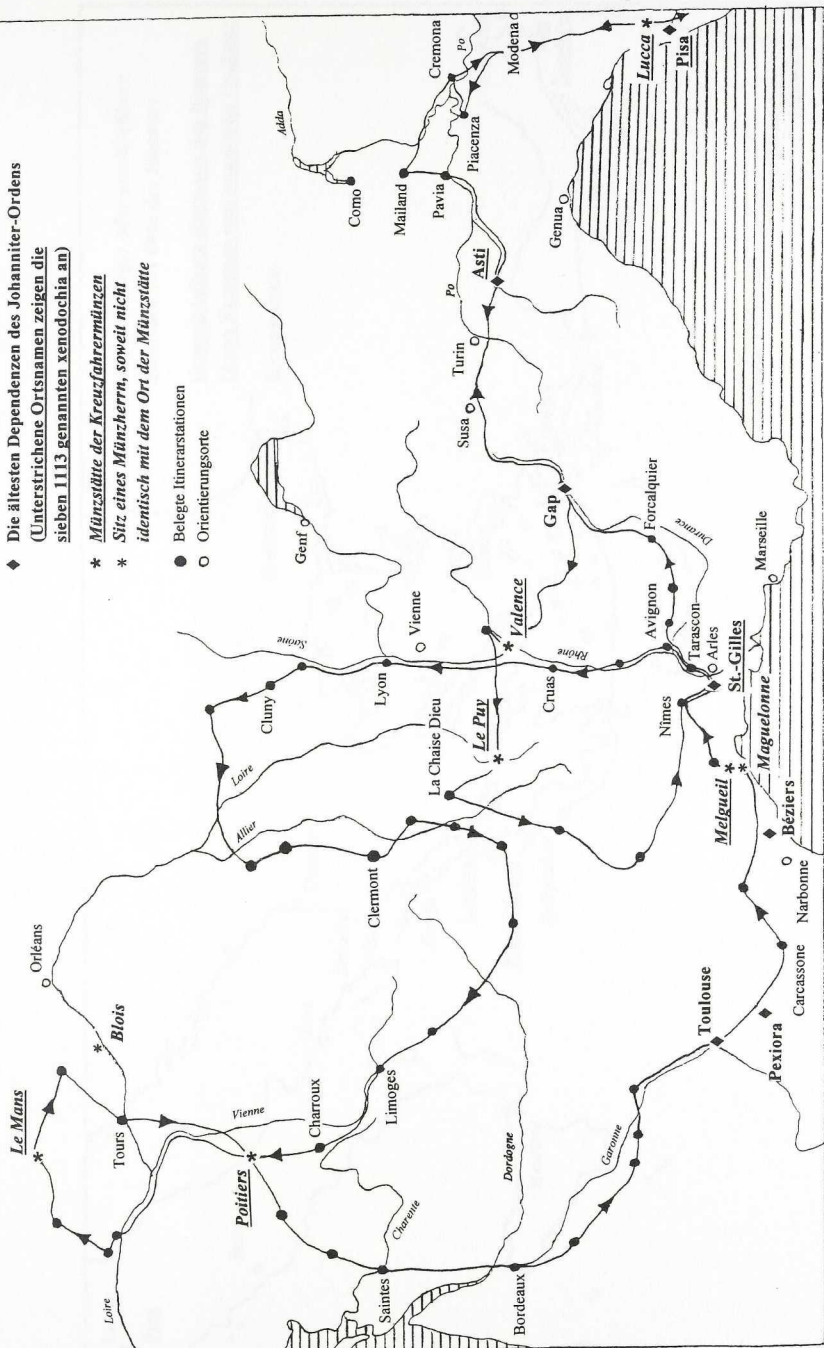 ◆ Die ältesten Dependenzen des Johanniter-Ordens
(Unterstrichene Ortsnamen zeigen die
sieben 1113 genannten xenodochia an)
* Münzstätte der Kreuzfahrermünzen
* Sitz eines Münzherrn, soweit nicht
identisch mit dem Ort der Münzstätte
● Belegte Itinerarstationen
○ Orientierungsorte
Le Mans
Orléans
Blois
Tours
Loire
Vienne
Poitiers
Charroux
Limoges
Charente
Saintes
Bordeaux
Dordogne
Garonne
Toulouse
Pexiora
Carcassone
Narbonne
Béziers
Maguelonne
Melgueil
Nîmes
St.-Gilles
Arles
Tarascon
Avignon
Marseille
Durance
Forcalquier
Gap
Loire
Allier
Clermont
La Chaise Dieu
Le Puy
Cluny
Saône
Lyon
Vienne
Valence
Rhône
Cruas
Genf
Susa
Turin
Po
Asti
Genua
Pavia
Mailand
Como
Adda
Piacenza
Cremona
Po
Modena
Lucca
Pisa